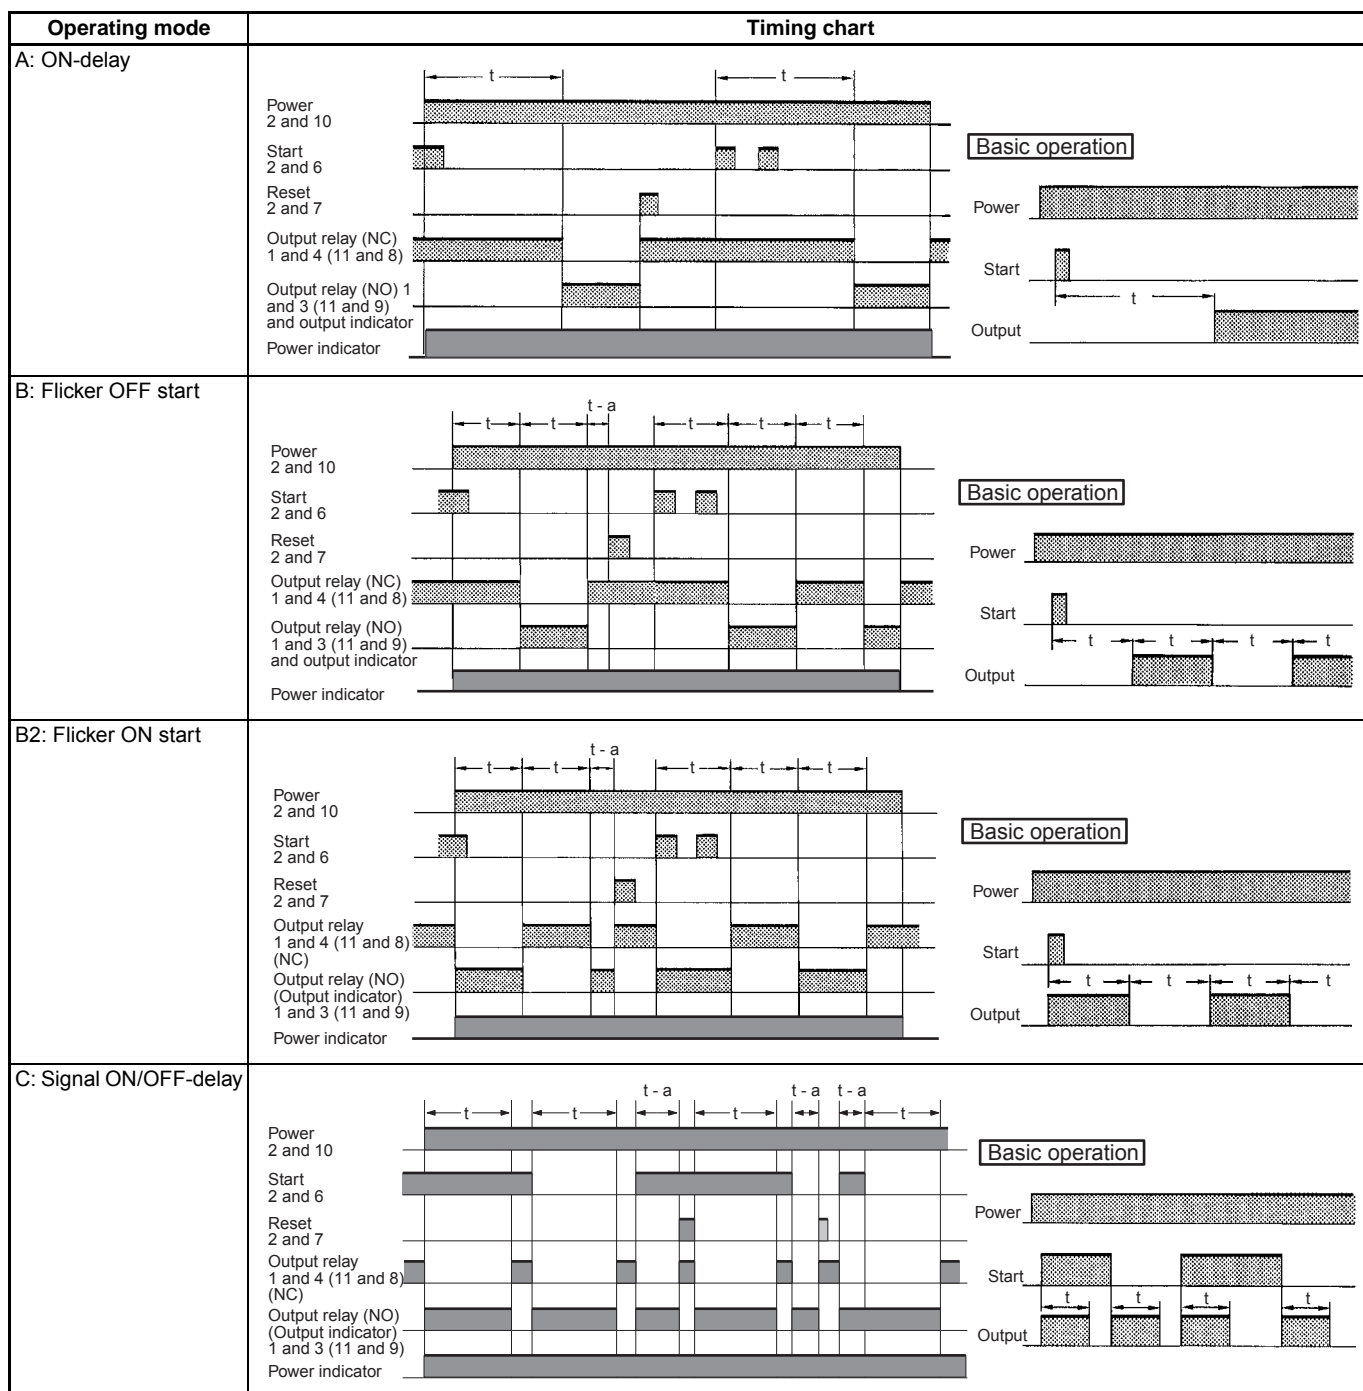 Operating mode
Timing chart
A: ON-delay
t
t
Power
2 and 10
Start
2 and 6
Reset
2 and 7
Output relay (NC)
1 and 4 (11 and 8)
Output relay (NO) 1
and 3 (11 and 9)
and output indicator
Power indicator
Basic operation
Power
Start
t
Output
B: Flicker OFF start
t - a
t
t
t
t
t
Power
2 and 10
Start
2 and 6
Reset
2 and 7
Output relay (NC)
1 and 4 (11 and 8)
Output relay (NO)
1 and 3 (11 and 9)
and output indicator
Power indicator
Basic operation
Power
Start
t
t
t
t
Output
B2: Flicker ON start
t - a
t
t
t
t
t
Power
2 and 10
Start
2 and 6
Reset
2 and 7
Output relay
1 and 4 (11 and 8)
(NC)
Output relay (NO)
(Output indicator)
1 and 3 (11 and 9)
Power indicator
Basic operation
Power
Start
t
t
t
t
Output
C: Signal ON/OFF-delay
t - a
t - a
t - a
t
t
t
t
Power
2 and 10
Start
2 and 6
Reset
2 and 7
Output relay
1 and 4 (11 and 8)
(NC)
Output relay (NO)
(Output indicator)
1 and 3 (11 and 9)
Power indicator
Basic operation
Power
Start
t
t
t
t
Output